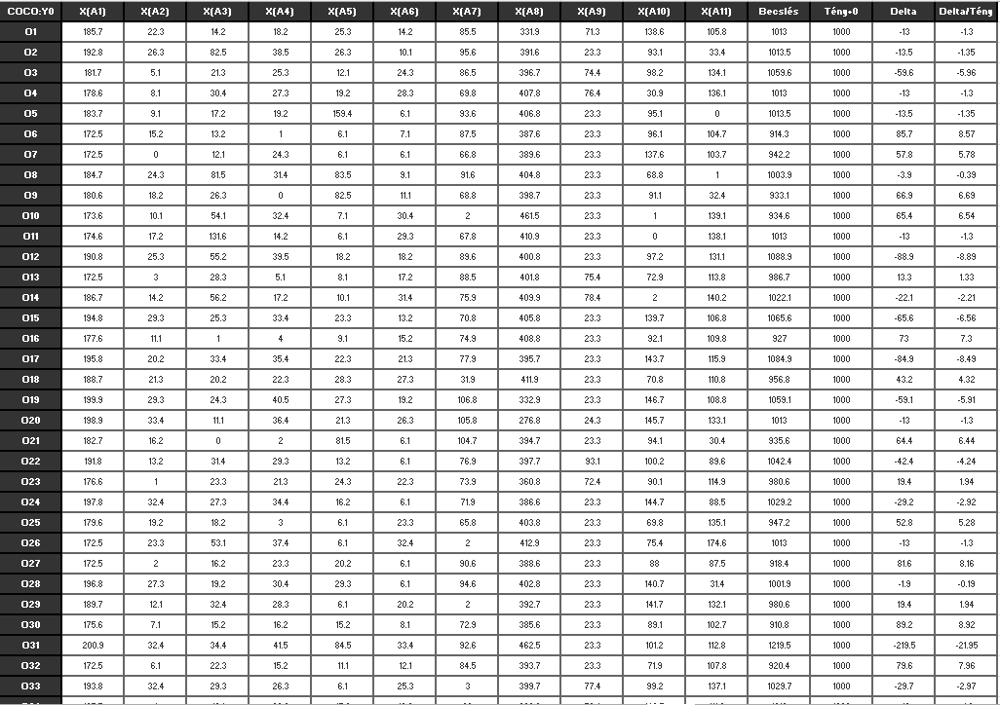 COCO:Y0 X(A1) X(A2) X(A3) X(A4) X(A5) X(A6) X(A7) X(A8) X(A9) X(A10) X(A11) Becslés Tény+0 Delta Delta/Tény
O1 185.7 22.3 14.2 18.2 25.3 14.2 85.5 331.9 71.3 138.6 105.8 1013 1000 -13 -1.3
O2 192.8 26.3 82.5 38.5 26.3 10.1 95.6 391.6 23.3 93.1 33.4 1013.5 1000 -13.5 -1.35
O3 181.7 5.1 21.3 25.3 12.1 24.3 86.5 396.7 74.4 98.2 134.1 1059.6 1000 -59.6 -5.96
O4 178.6 8.1 30.4 27.3 19.2 28.3 69.8 407.8 76.4 30.9 136.1 1013 1000 -13 -1.3
O5 183.7 9.1 17.2 19.2 159.4 6.1 93.6 406.8 23.3 95.1 0 1013.5 1000 -13.5 -1.35
O6 172.5 15.2 13.2 1 6.1 7.1 87.5 387.6 23.3 96.1 104.7 914.3 1000 85.7 8.57
O7 172.5 0 12.1 24.3 6.1 6.1 66.8 389.6 23.3 137.6 103.7 942.2 1000 57.8 5.78
O8 184.7 24.3 81.5 31.4 83.5 9.1 91.6 404.8 23.3 68.8 1 1003.9 1000 -3.9 -0.39
O9 180.6 18.2 26.3 0 82.5 11.1 68.8 398.7 23.3 91.1 32.4 933.1 1000 66.9 6.69
O10 173.6 10.1 54.1 32.4 7.1 30.4 2 461.5 23.3 1 139.1 934.6 1000 65.4 6.54
O11 174.6 17.2 131.6 14.2 6.1 29.3 67.8 410.9 23.3 0 138.1 1013 1000 -13 -1.3
O12 190.8 25.3 55.2 39.5 18.2 18.2 89.6 400.8 23.3 97.2 131.1 1088.9 1000 -88.9 -8.89
O13 172.5 3 28.3 5.1 8.1 17.2 88.5 401.8 75.4 72.9 113.8 986.7 1000 13.3 1.33
O14 186.7 14.2 56.2 17.2 10.1 31.4 75.9 409.9 78.4 2 140.2 1022.1 1000 -22.1 -2.21
O15 194.8 29.3 25.3 33.4 23.3 13.2 70.8 405.8 23.3 139.7 106.8 1065.6 1000 -65.6 -6.56
O16 177.6 11.1 1 4 9.1 15.2 74.9 408.8 23.3 92.1 109.8 927 1000 73 7.3
O17 195.8 20.2 33.4 35.4 22.3 21.3 77.9 395.7 23.3 143.7 115.9 1084.9 1000 -84.9 -8.49
O18 188.7 21.3 20.2 22.3 28.3 27.3 31.9 411.9 23.3 70.8 110.8 956.8 1000 43.2 4.32
O19 199.9 29.3 24.3 40.5 27.3 19.2 106.8 332.9 23.3 146.7 108.8 1059.1 1000 -59.1 -5.91
O20 198.9 33.4 11.1 36.4 21.3 26.3 105.8 276.8 24.3 145.7 133.1 1013 1000 -13 -1.3
O21 182.7 16.2 0 2 81.5 6.1 104.7 394.7 23.3 94.1 30.4 935.6 1000 64.4 6.44
O22 191.8 13.2 31.4 29.3 13.2 6.1 76.9 397.7 93.1 100.2 89.6 1042.4 1000 -42.4 -4.24
O23 176.6 1 23.3 21.3 24.3 22.3 73.9 360.8 72.4 90.1 114.9 980.6 1000 19.4 1.94
O24 197.8 32.4 27.3 34.4 16.2 6.1 71.9 386.6 23.3 144.7 88.5 1029.2 1000 -29.2 -2.92
O25 179.6 19.2 18.2 3 6.1 23.3 65.8 403.8 23.3 69.8 135.1 947.2 1000 52.8 5.28
O26 172.5 23.3 53.1 37.4 6.1 32.4 2 412.9 23.3 75.4 174.6 1013 1000 -13 -1.3
O27 172.5 2 16.2 23.3 20.2 6.1 90.6 388.6 23.3 88 87.5 918.4 1000 81.6 8.16
O28 196.8 27.3 19.2 30.4 29.3 6.1 94.6 402.8 23.3 140.7 31.4 1001.9 1000 -1.9 -0.19
O29 189.7 12.1 32.4 28.3 6.1 20.2 2 392.7 23.3 141.7 132.1 980.6 1000 19.4 1.94
O30 175.6 7.1 15.2 16.2 15.2 8.1 72.9 385.6 23.3 89.1 102.7 910.8 1000 89.2 8.92
O31 200.9 32.4 34.4 41.5 84.5 33.4 92.6 462.5 23.3 101.2 112.8 1219.5 1000 -219.5 -21.95
O32 172.5 6.1 22.3 15.2 11.1 12.1 84.5 393.7 23.3 71.9 107.8 920.4 1000 79.6 7.96
O33 193.8 32.4 29.3 26.3 6.1 25.3 3 399.7 77.4 99.2 137.1 1029.7 1000 -29.7 -2.97